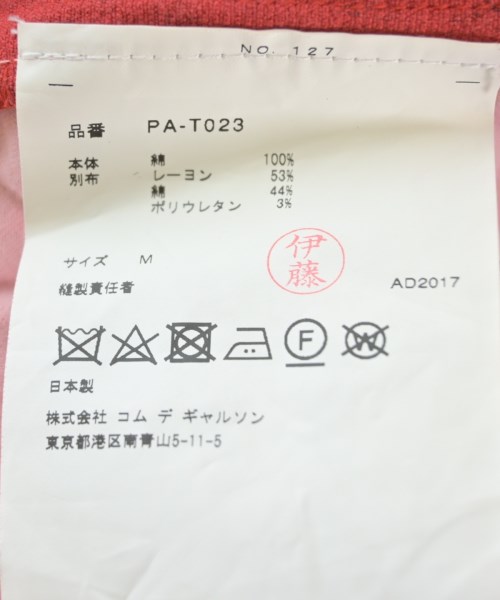 NO. 127
品番 PA-T023
本体 綿 100%
別布 レーヨン 53%
綿 44%
ポリウレタン 3%
サイズ M
伊藤
縫製責任者
AD2017
F
W
日本製
株式会社 コム デ ギャルソン
東京都港区南青山5-11-5